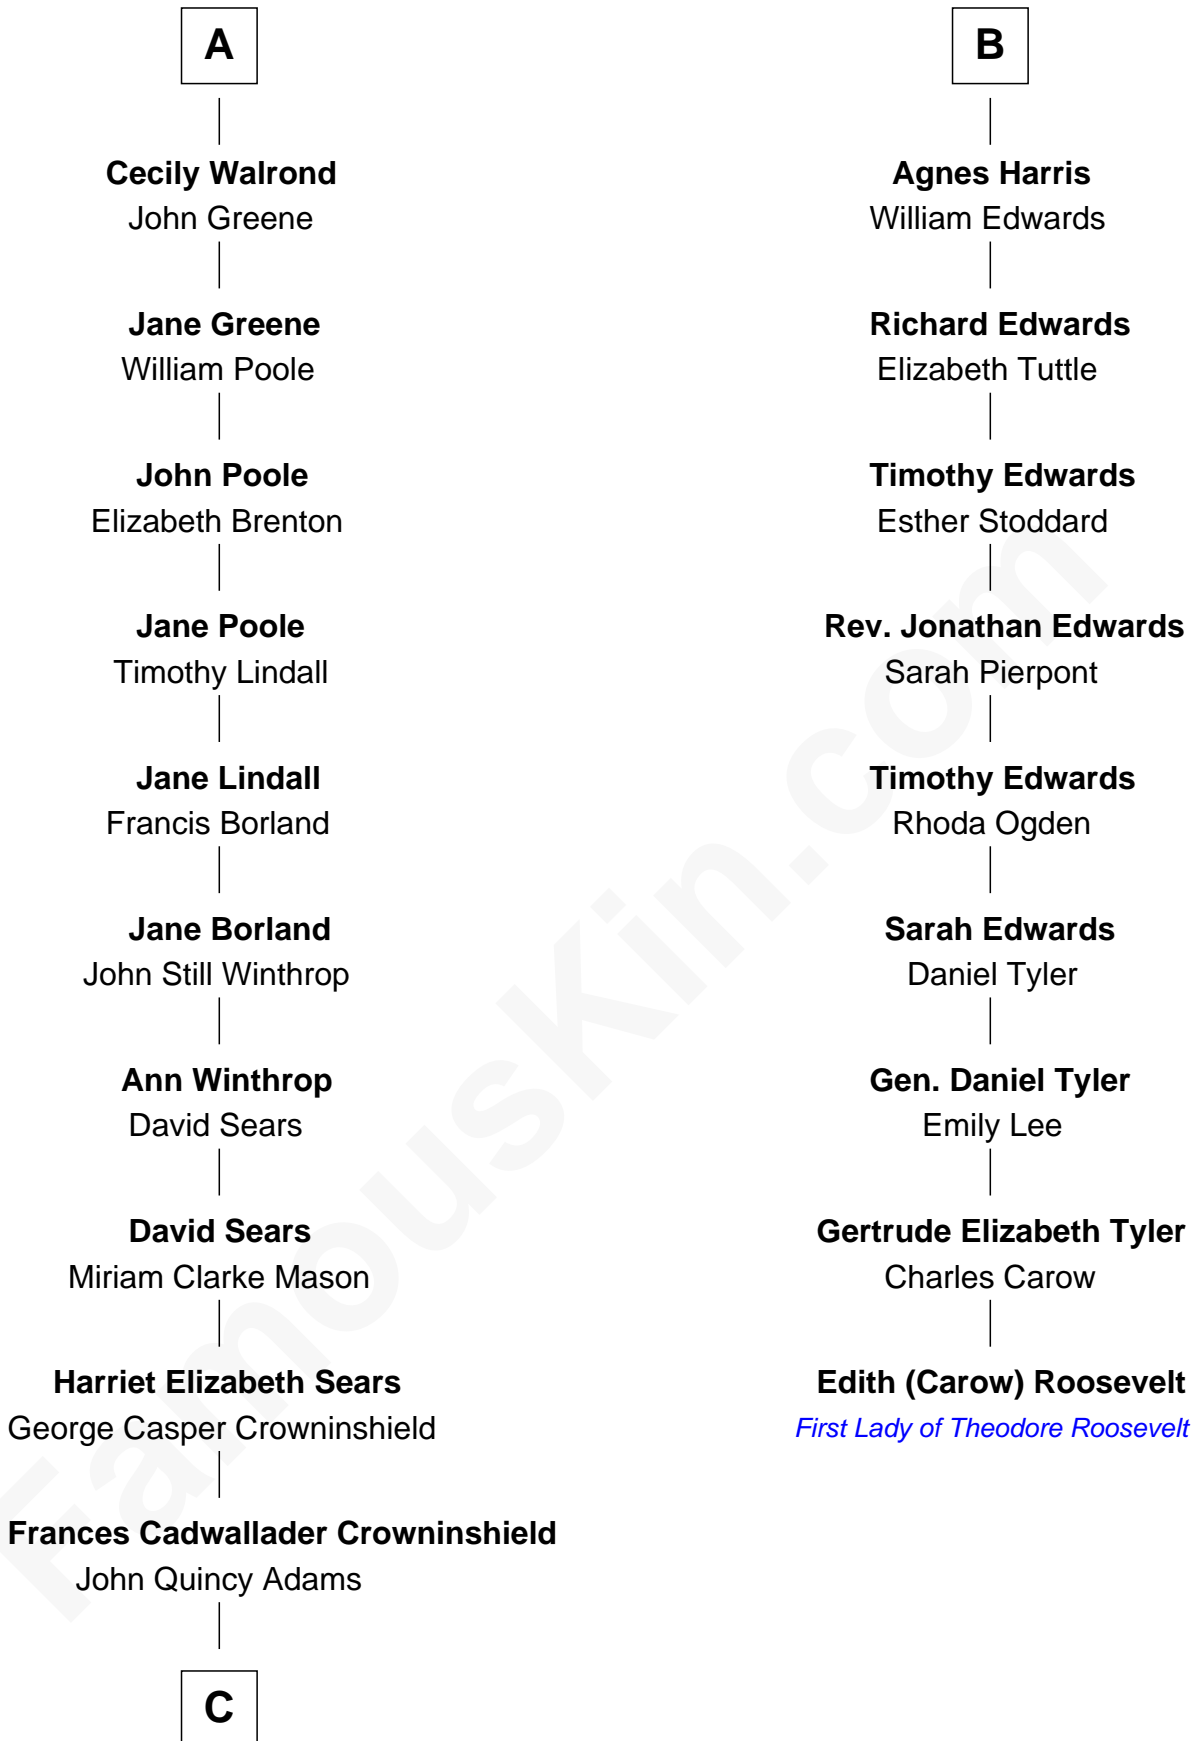 A
Cecily Walrond
John Greene
Jane Greene
William Poole
John Poole
Elizabeth Brenton
Jane Poole
Timothy Lindall
Jane Lindall
Francis Borland
Jane Borland
John Still Winthrop
Ann Winthrop
David Sears
David Sears
Miriam Clarke Mason
Harriet Elizabeth Sears
George Casper Crowninshield
Frances Cadwallader Crowninshield
John Quincy Adams
C
B
Agnes Harris
William Edwards
Richard Edwards
Elizabeth Tuttle
Timothy Edwards
Esther Stoddard
Rev. Jonathan Edwards
Sarah Pierpont
Timothy Edwards
Rhoda Ogden
Sarah Edwards
Daniel Tyler
Gen. Daniel Tyler
Emily Lee
Gertrude Elizabeth Tyler
Charles Carow
Edith (Carow) Roosevelt
First Lady of Theodore Roosevelt
FamousKin.com